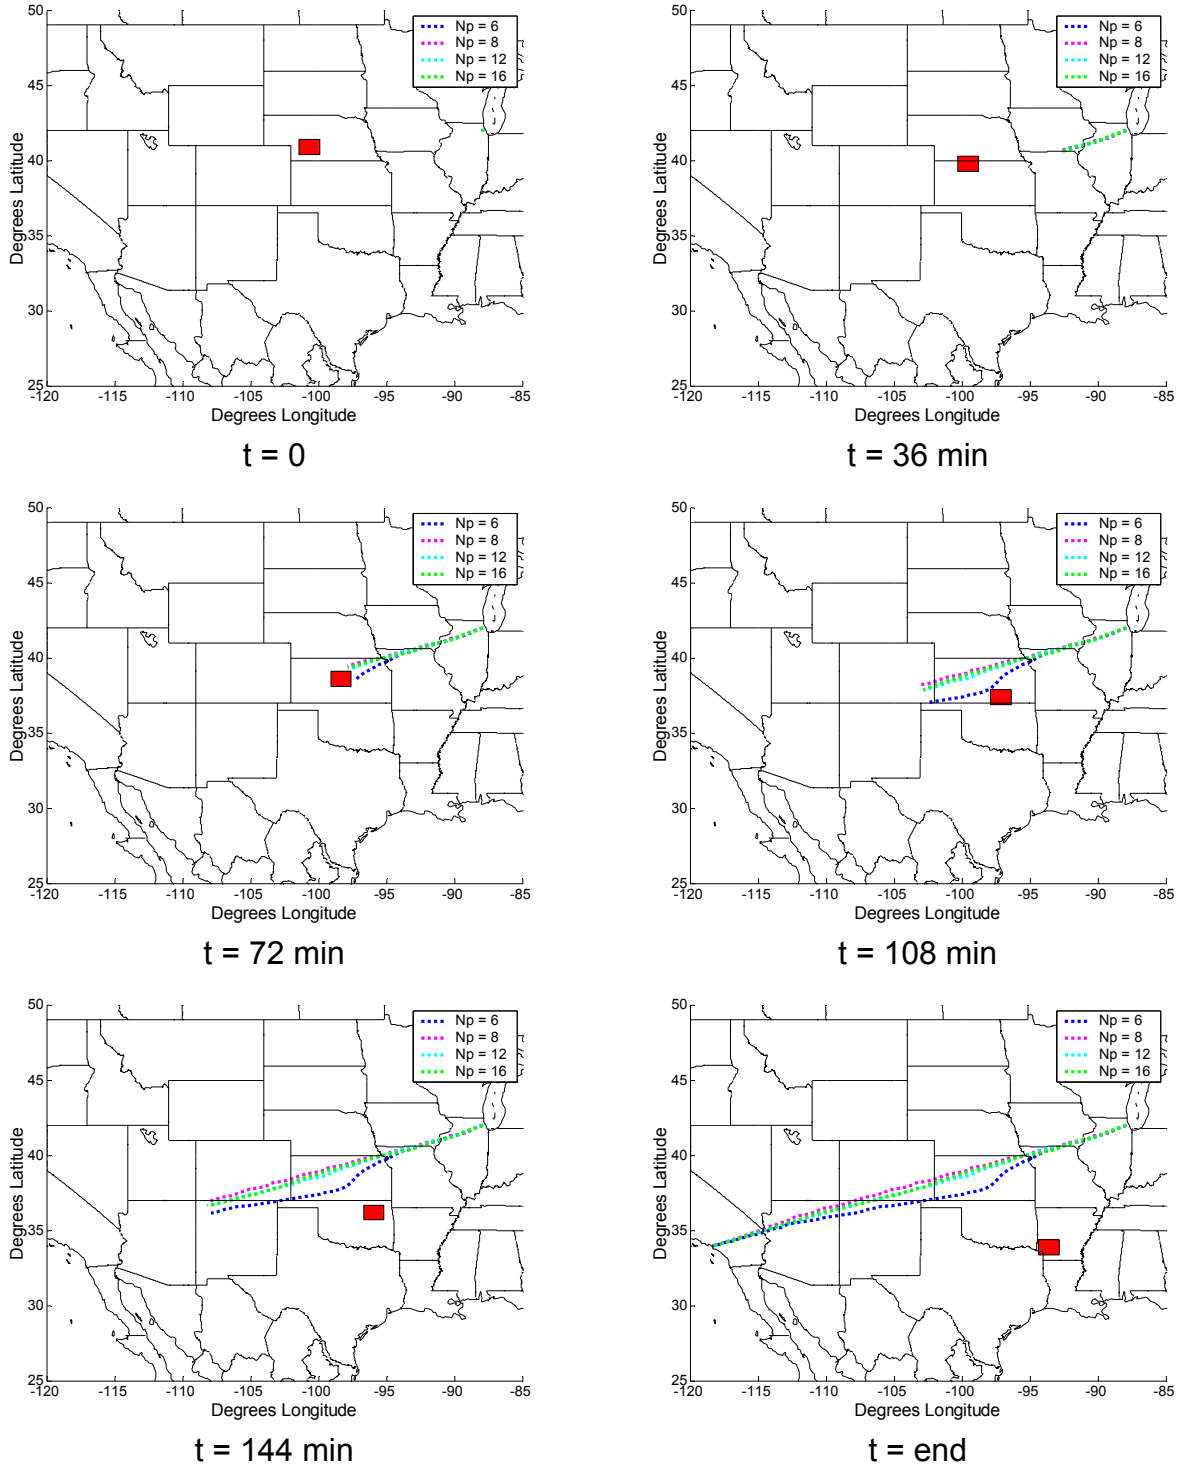 50
45
40
35
30
25
Degrees Latitude
-120 -115 -110 -105 -100 -95 -90 -85
Degrees Longitude
Np = 6
Np = 8
Np = 12
Np = 16
t = 0
50
45
40
35
30
25
Degrees Latitude
-120 -115 -110 -105 -100 -95 -90 -85
Degrees Longitude
Np = 6
Np = 8
Np = 12
Np = 16
t = 36 min
50
45
40
35
30
25
Degrees Latitude
-120 -115 -110 -105 -100 -95 -90 -85
Degrees Longitude
Np = 6
Np = 8
Np = 12
Np = 16
t = 72 min
50
45
40
35
30
25
Degrees Latitude
-120 -115 -110 -105 -100 -95 -90 -85
Degrees Longitude
Np = 6
Np = 8
Np = 12
Np = 16
t = 108 min
50
45
40
35
30
25
Degrees Latitude
-120 -115 -110 -105 -100 -95 -90 -85
Degrees Longitude
Np = 6
Np = 8
Np = 12
Np = 16
t = 144 min
50
45
40
35
30
25
Degrees Latitude
-120 -115 -110 -105 -100 -95 -90 -85
Degrees Longitude
Np = 6
Np = 8
Np = 12
Np = 16
t = end